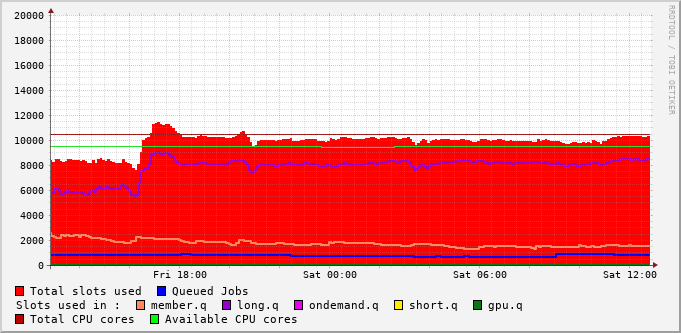 20000
18000
16000
14000
12000
10000
8000
6000
4000
2000
0
Fri 18:00 Sat 00:00 Sat 06:00 Sat 12:00
RRDTOOL / TOBI OETIKER
Total slots used Queued Jobs
Slots used in : member.q long.q ondemand.q short.q gpu.q
Total CPU cores Available CPU cores